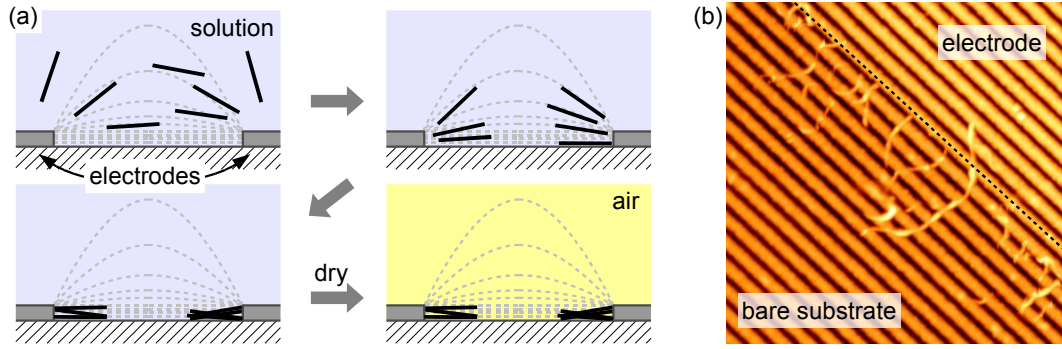 (a)
solution
electrodes
air
dry
(b)
electrode
bare substrate